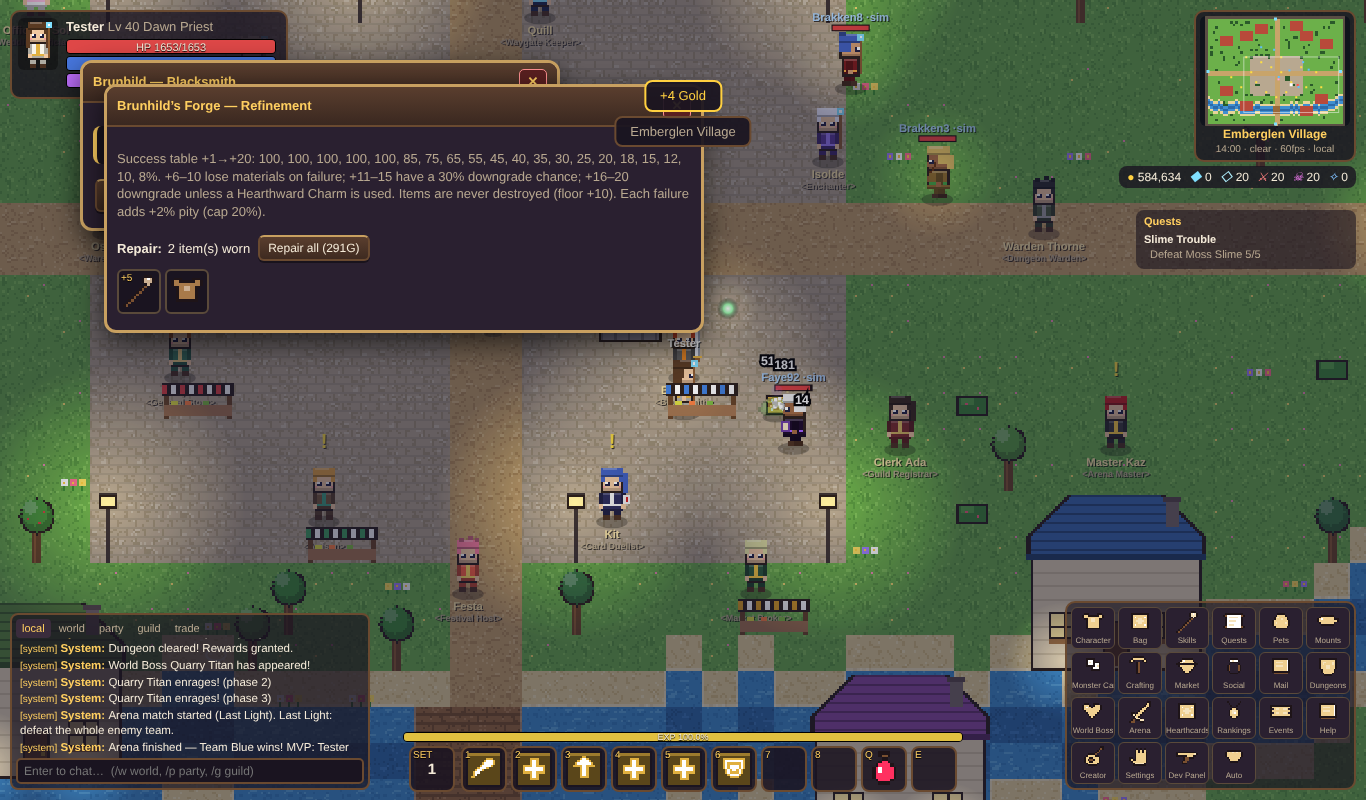 Tester Lv 40 Dawn Priest
HP 1653/1653
Quill
<Waygate Keeper>
Brakken8 ·sim
Brunhild — Blacksmith
×
Brunhild's Forge — Refinement
+4 Gold
Emberglen Village
Success table +1→+20: 100, 100, 100, 100, 100, 85, 75, 65, 55, 45, 40, 35, 30, 25, 20, 18, 15, 12,
10, 8%. +6–10 lose materials on failure; +11–15 have a 30% downgrade chance; +16–20
downgrade unless a Hearthward Charm is used. Items are never destroyed (floor +10). Each failure
adds +2% pity (cap 20%).
Repair: 2 item(s) worn
Repair all (291G)
+5
Emberglen Village
14:00 · clear · 60fps · local
584,634 0 20 20 20 0
Quests
Slime Trouble
Defeat Moss Slime 5/5
Brakken3 ·sim
Isolde
<Enchanter>
Warden Thorne
<Dungeon Warden>
Tester
51
181
Faye92 ·sim
14
!
!
!
Clerk Ada
<Guild Registrar>
Master Kaz
<Arena Master>
Kit
<Card Duelist>
Festa
<Festival Host>
local world party guild trade
[system] System: Dungeon cleared! Rewards granted.
[system] System: World Boss Quarry Titan has appeared!
[system] System: Quarry Titan enrages! (phase 2)
[system] System: Quarry Titan enrages! (phase 3)
[system] System: Arena match started (Last Light). Last Light:
defeat the whole enemy team.
[system] System: Arena finished — Team Blue wins! MVP: Tester
Enter to chat… (/w world, /p party, /g guild)
EXP 100.0%
SET
1
1 2 3 4 5 6 7 8 Q E
Character Bag Skills Quests Pets Mounts
Monster Ca Crafting Market Social Mail Dungeons
World Boss Arena Hearthcards Rankings Events Help
Creator Settings Dev Panel Auto